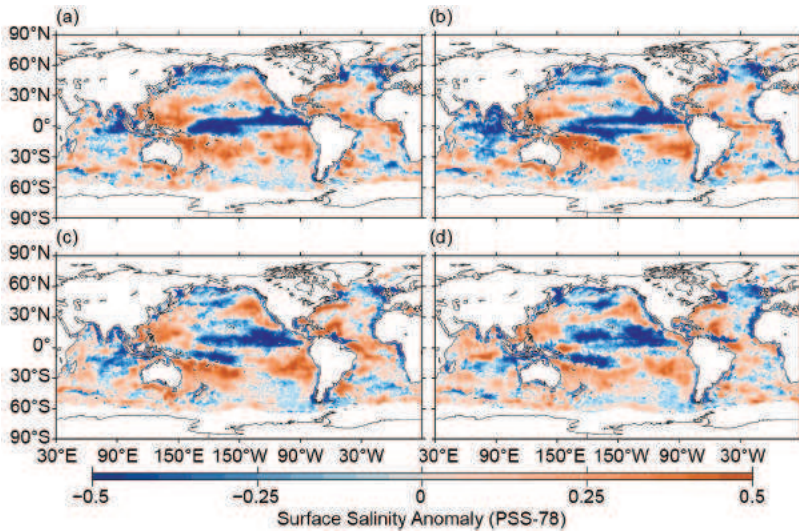 (a) (b)
90°N
60°N
30°N
0°
30°S
60°S
90°S
(c) (d)
90°N
60°N
30°N
0°
30°S
60°S
90°S
30°E 90°E 150°E 150°W 90°W 30°W 30°E 90°E 150°E 150°W 90°W 30°W
−0.5 −0.25 0 0.25 0.5
Surface Salinity Anomaly (PSS-78)